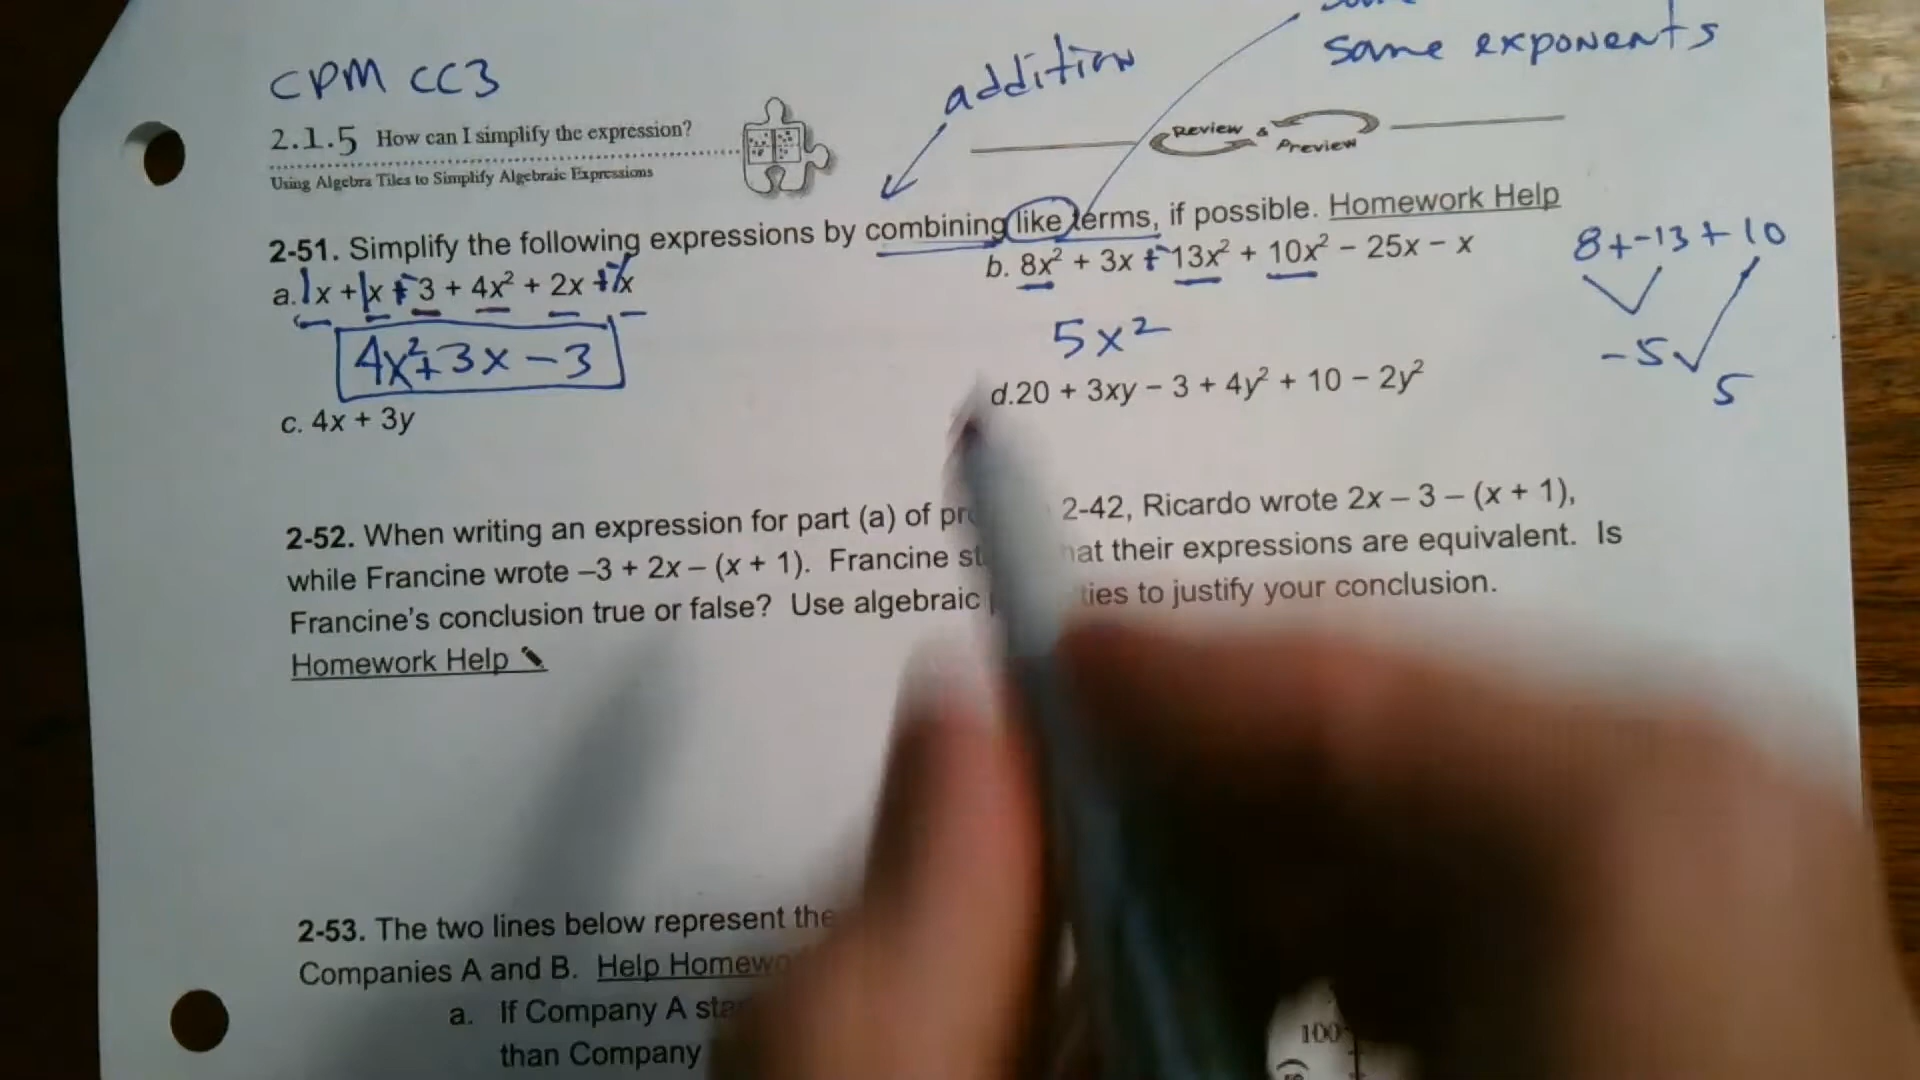 same exponents
CPM CC3
addition
2.1.5 How can I simplify the expression?
Review & Preview
Using Algebra Tiles to Simplify Algebraic Expressions
2-51. Simplify the following expressions by combining like terms, if possible. Homework Help
a. 1x + 1x + -3 + 4x² + 2x + -1x
b. 8x² + 3x + -13x² + 10x² – 25x – x
8 + -13 + 10
-5
5
4x² + 3x - 3
5x²
c. 4x + 3y
d. 20 + 3xy – 3 + 4y² + 10 – 2y²
2-52. When writing an expression for part (a) of 2-42, Ricardo wrote 2x – 3 – (x + 1),
while Francine wrote –3 + 2x – (x + 1). Francine that their expressions are equivalent. Is
Francine's conclusion true or false? Use algebraic to justify your conclusion.
Homework Help
2-53. The two lines below represent the
Companies A and B. Help
a. If Company A
than Company
100